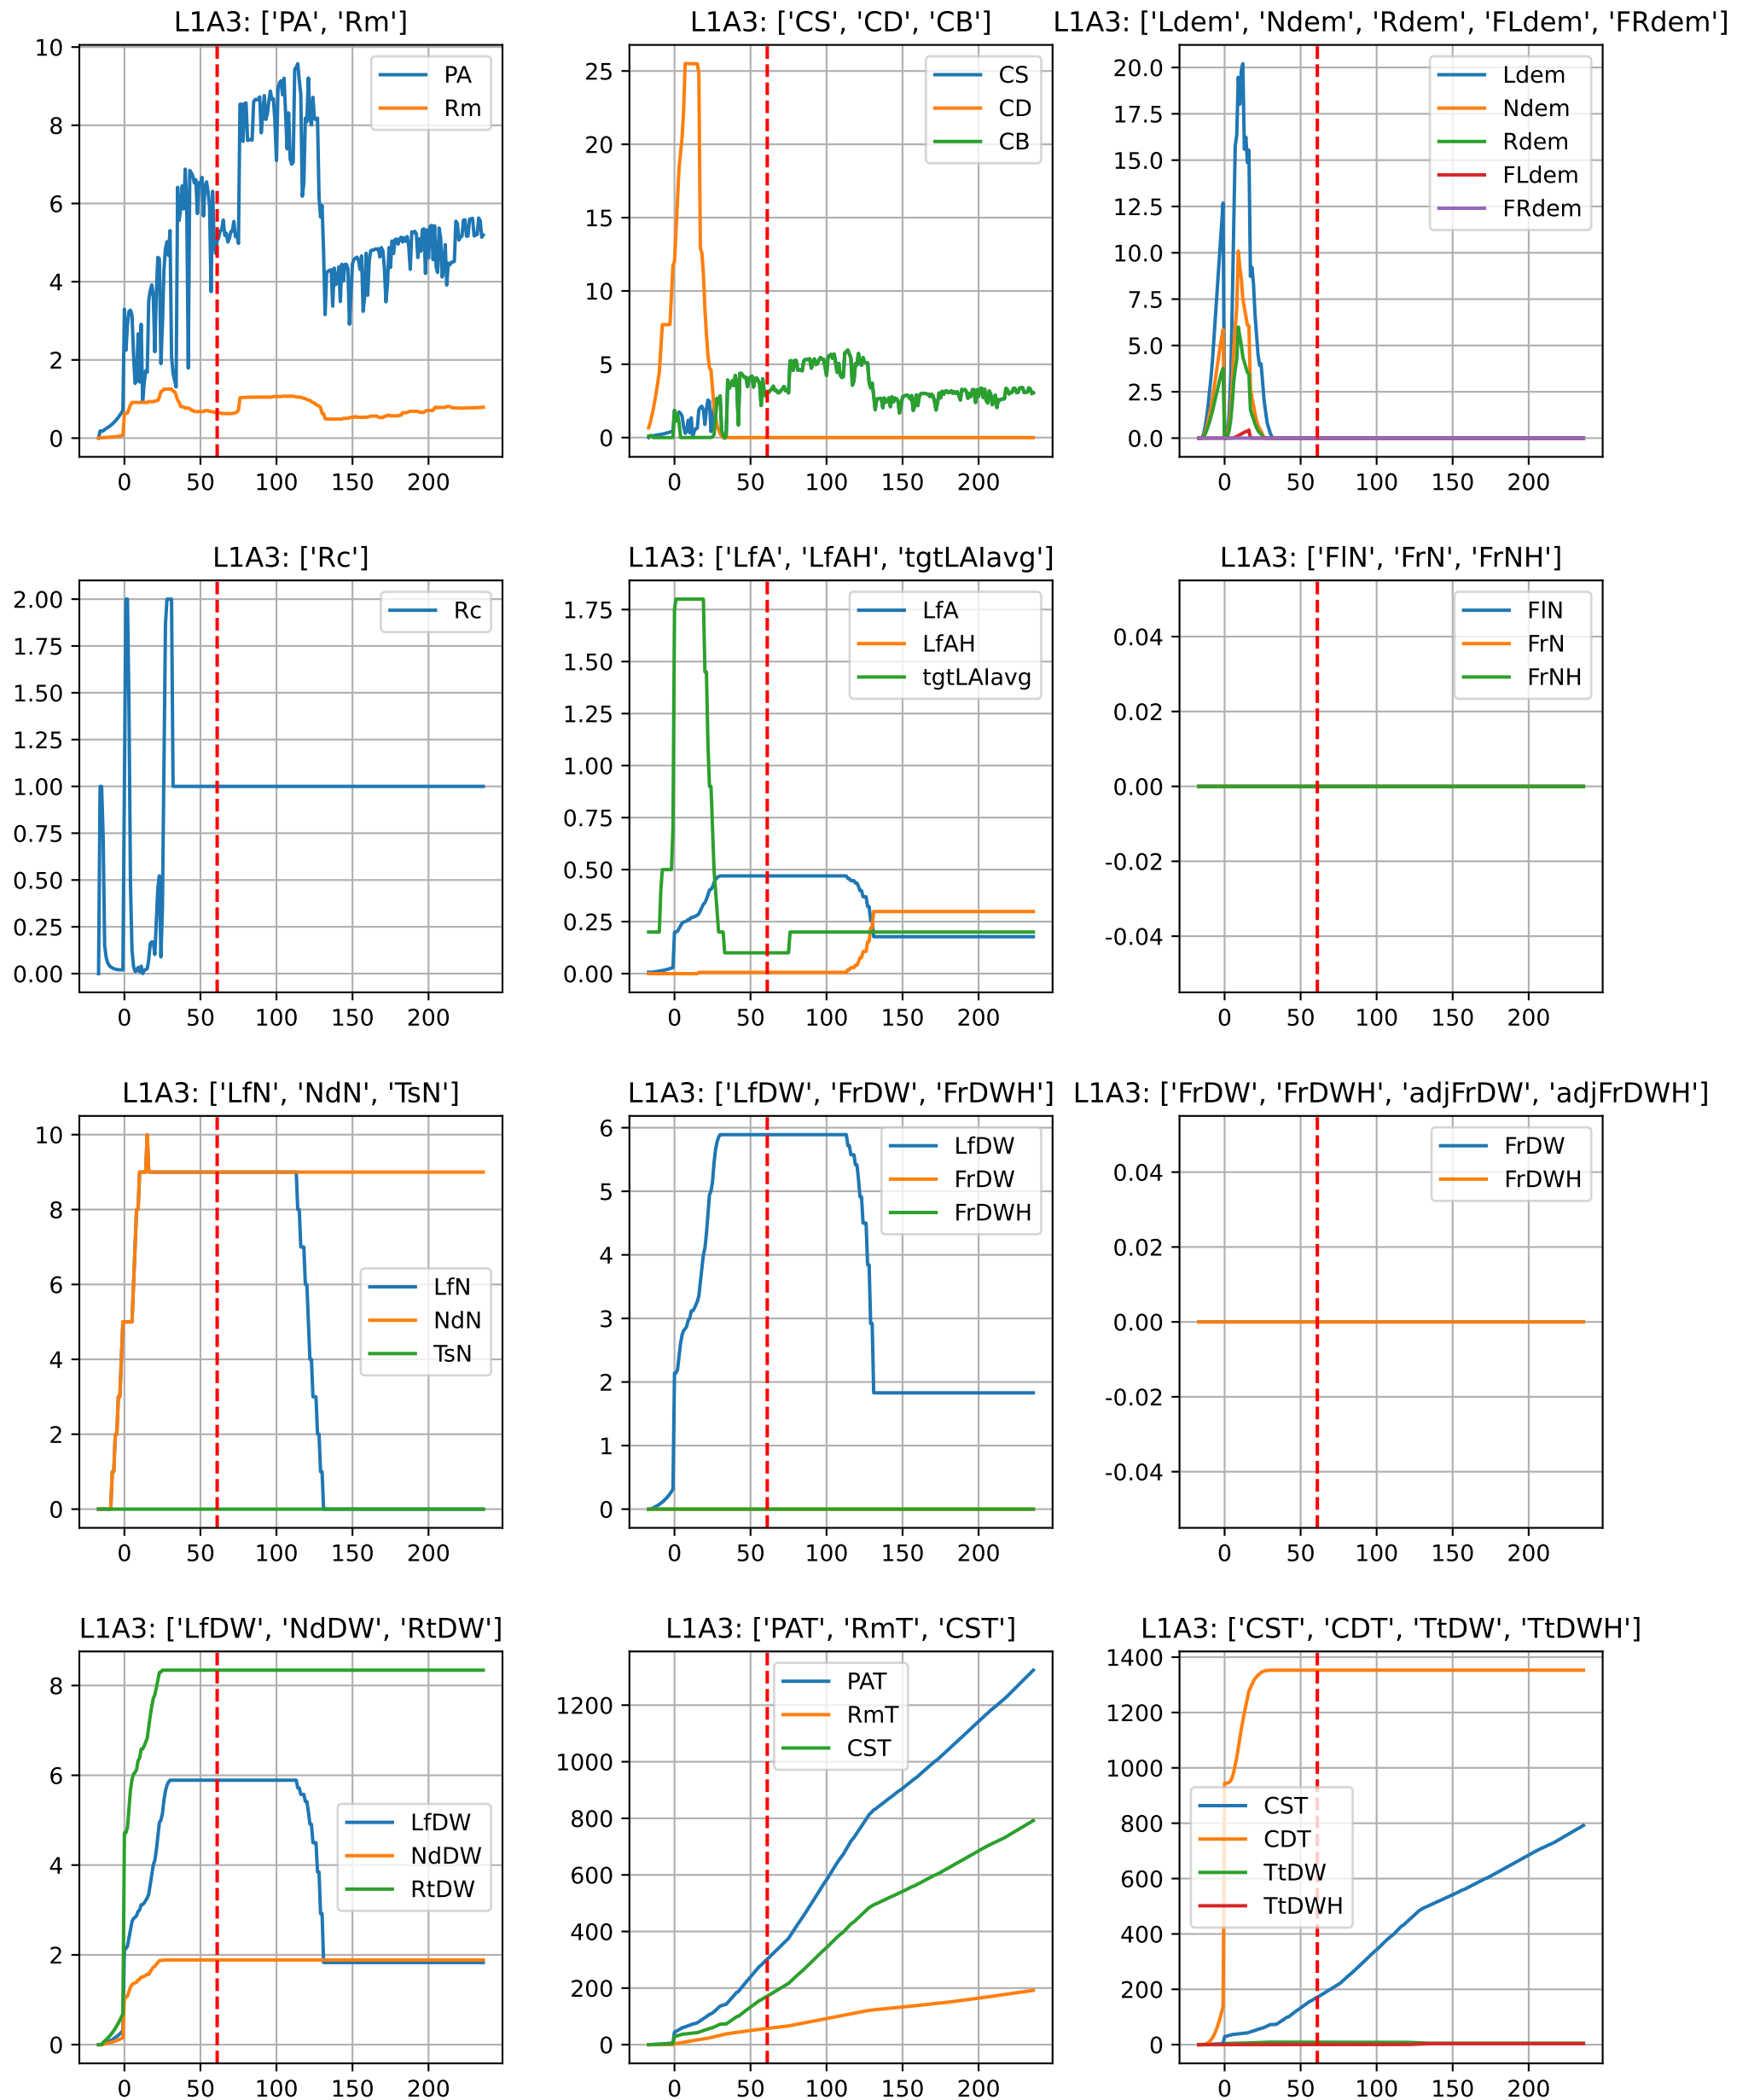 L1A3: ['PA', 'Rm']
10
8
6
4
2
0
0 50 100 150 200
PA
Rm
L1A3: ['CS', 'CD', 'CB']
25
20
15
10
5
0
0 50 100 150 200
CS
CD
CB
L1A3: ['Ldem', 'Ndem', 'Rdem', 'FLdem', 'FRdem']
20.0
17.5
15.0
12.5
10.0
7.5
5.0
2.5
0.0
0 50 100 150 200
Ldem
Ndem
Rdem
FLdem
FRdem
L1A3: ['Rc']
2.00
1.75
1.50
1.25
1.00
0.75
0.50
0.25
0.00
0 50 100 150 200
Rc
L1A3: ['LfA', 'LfAH', 'tgtLAIavg']
1.75
1.50
1.25
1.00
0.75
0.50
0.25
0.00
0 50 100 150 200
LfA
LfAH
tgtLAIavg
L1A3: ['FlN', 'FrN', 'FrNH']
0.04
0.02
0.00
-0.02
-0.04
0 50 100 150 200
FlN
FrN
FrNH
L1A3: ['LfN', 'NdN', 'TsN']
10
8
6
4
2
0
0 50 100 150 200
LfN
NdN
TsN
L1A3: ['LfDW', 'FrDW', 'FrDWH']
6
5
4
3
2
1
0
0 50 100 150 200
LfDW
FrDW
FrDWH
L1A3: ['FrDW', 'FrDWH', 'adjFrDW', 'adjFrDWH']
0.04
0.02
0.00
-0.02
-0.04
0 50 100 150 200
FrDW
FrDWH
L1A3: ['LfDW', 'NdDW', 'RtDW']
8
6
4
2
0
0 50 100 150 200
LfDW
NdDW
RtDW
L1A3: ['PAT', 'RmT', 'CST']
1200
1000
800
600
400
200
0
0 50 100 150 200
PAT
RmT
CST
L1A3: ['CST', 'CDT', 'TtDW', 'TtDWH']
1400
1200
1000
800
600
400
200
0
0 50 100 150 200
CST
CDT
TtDW
TtDWH